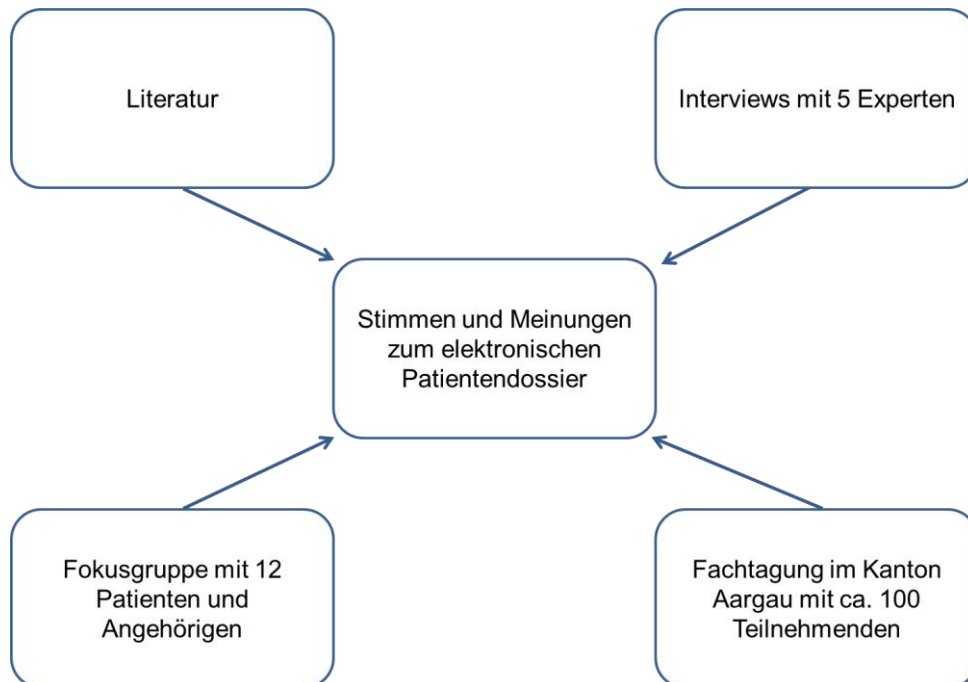 Literatur
Interviews mit 5 Experten
Stimmen und Meinungen
zum elektronischen
Patientendossier
Fokusgruppe mit 12
Patienten und
Angehörigen
Fachtagung im Kanton
Aargau mit ca. 100
Teilnehmenden